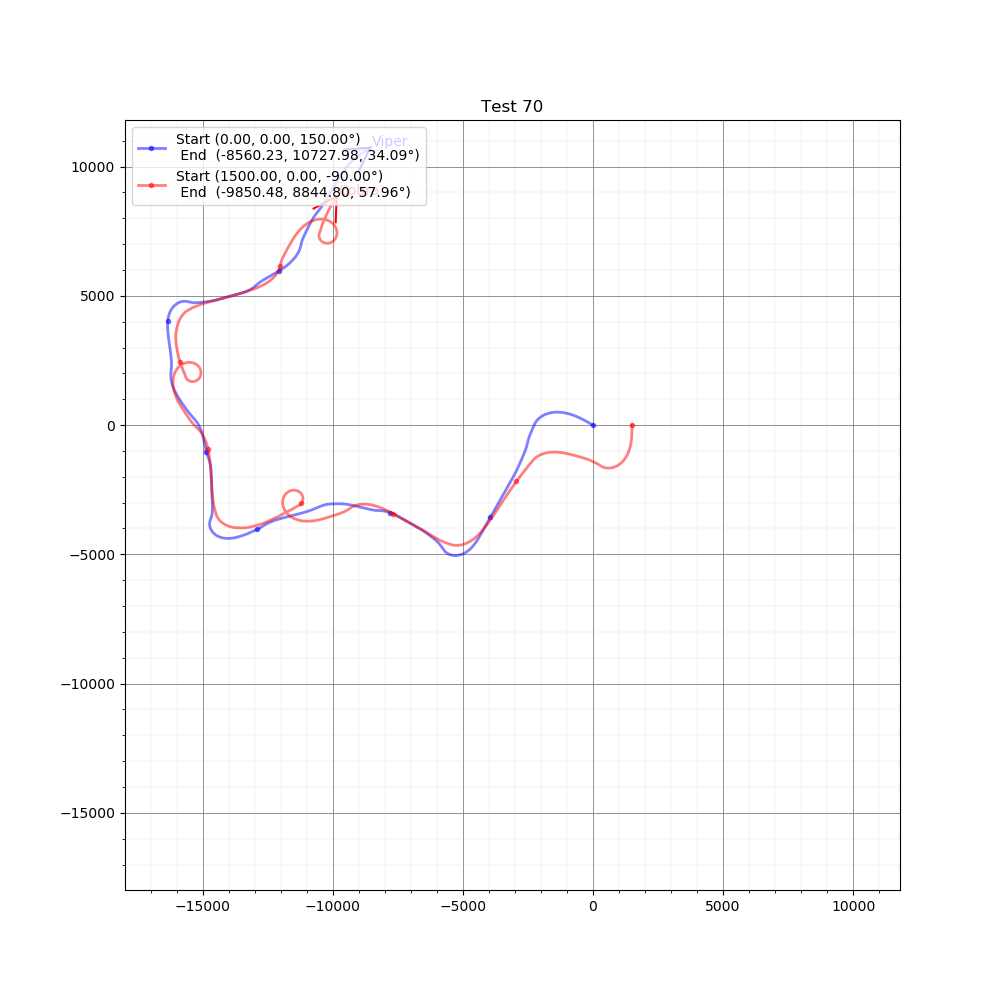 Test 70
Viper
Start (0.00, 0.00, 150.00°)
End  (-8560.23, 10727.98, 34.09°)
Start (1500.00, 0.00, -90.00°)
End  (-9850.48, 8844.80, 57.96°)
10000
5000
0
−5000
−10000
−15000
−15000
−10000
−5000
0
5000
10000